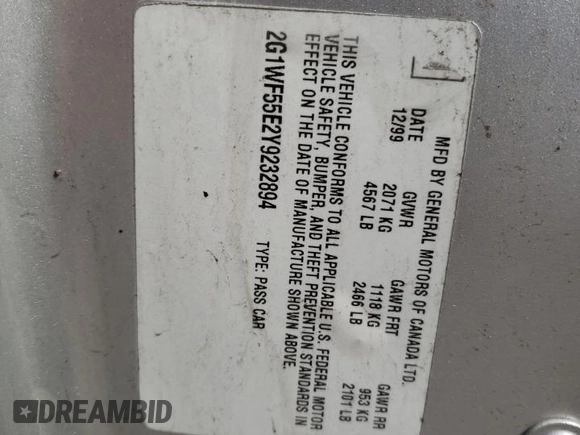 MFD BY GENERAL MOTORS OF CANADA LTD.
DATE GVWR GAWR FRT GAWR RR
12/99 2071 KG 1118 KG 953 KG
4567 LB 2466 LB 2101 LB
THIS VEHICLE CONFORMS TO ALL APPLICABLE U.S. FEDERAL MOTOR
VEHICLE SAFETY, BUMPER, AND THEFT PREVENTION STANDARDS IN
EFFECT ON THE DATE OF MANUFACTURE SHOWN ABOVE.
2G1WF55E2Y9232894 TYPE: PASS CAR
DREAMBID